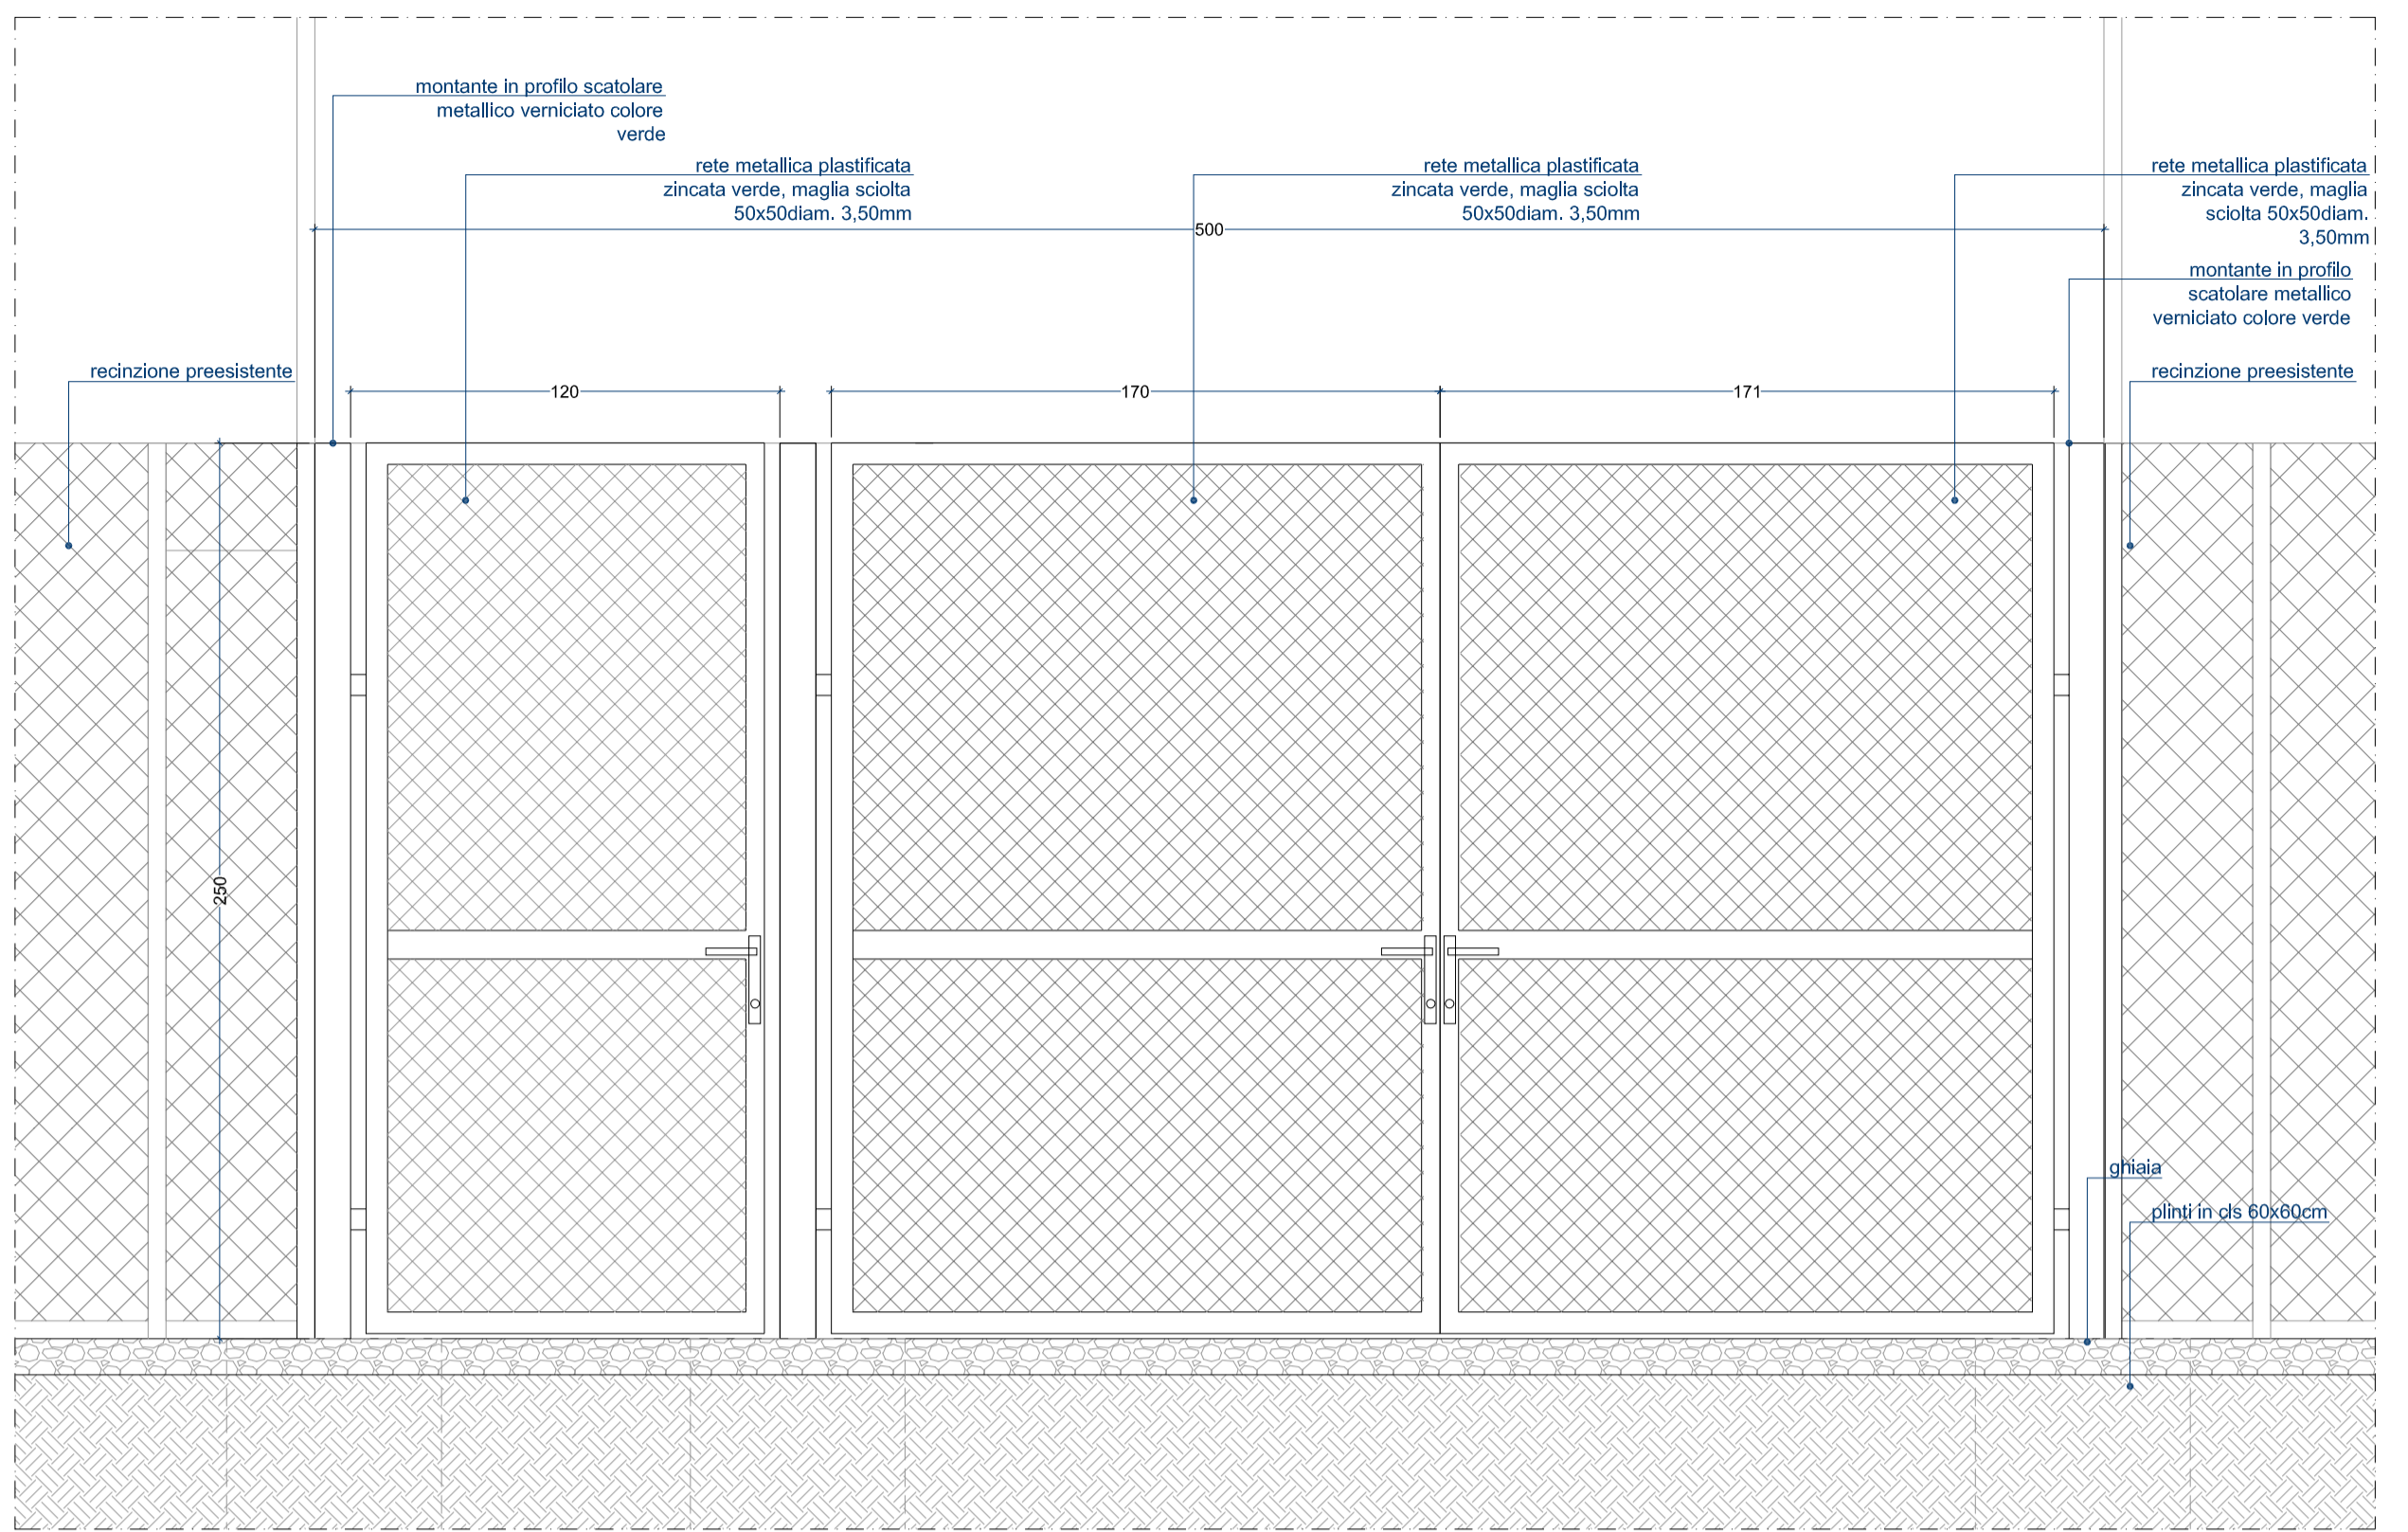 montante in profilo scatolare
metallico verniciato colore
verde
rete metallica plastificata
zincata verde, maglia sciolta
50x50diam. 3,50mm
rete metallica plastificata
zincata verde, maglia sciolta
50x50diam. 3,50mm
rete metallica plastificata
zincata verde, maglia
sciolta 50x50diam.
3,50mm
500
montante in profilo
scatolare metallico
verniciato colore verde
recinzione preesistente
recinzione preesistente
120
170
171
250
ghiaia
plinti in cls 60x60cm